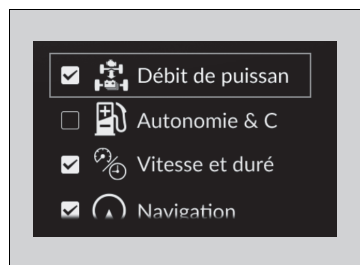 Débit de puissan
Autonomie & C
Vitesse et duré
Navigation